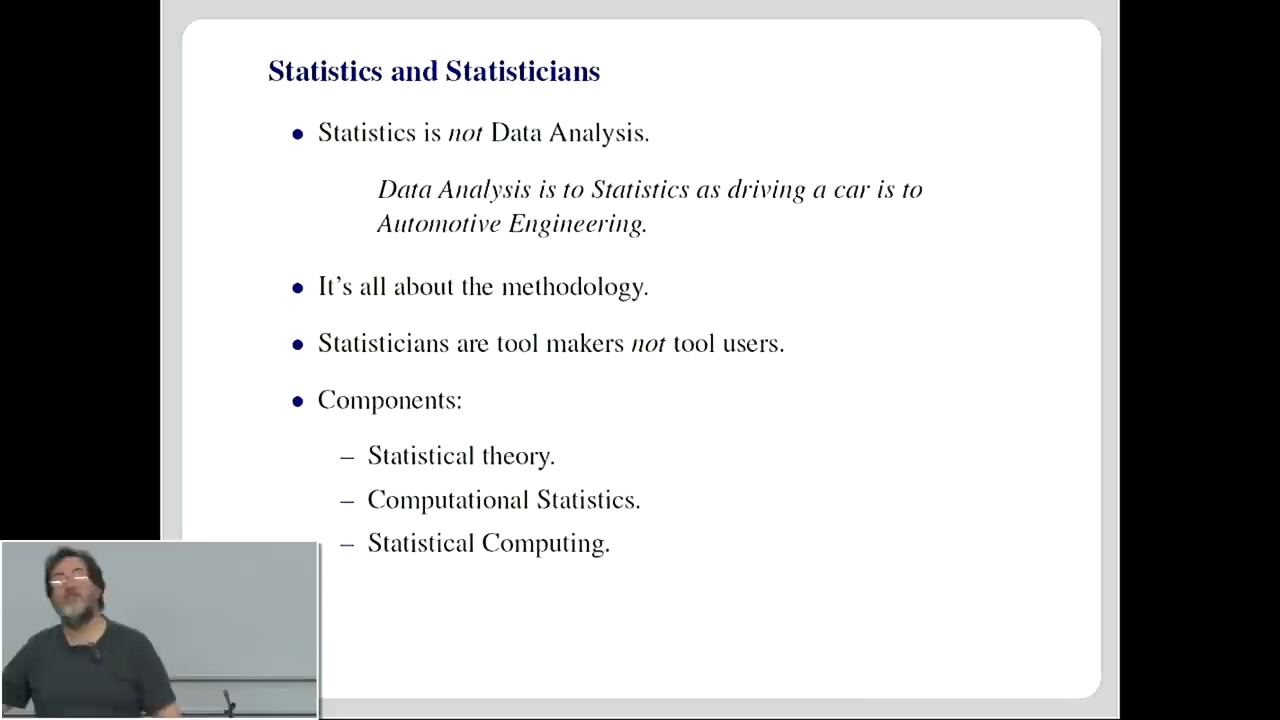 Statistics and Statisticians
• Statistics is not Data Analysis.
Data Analysis is to Statistics as driving a car is to
Automotive Engineering.
• It's all about the methodology.
• Statisticians are tool makers not tool users.
• Components:
– Statistical theory.
– Computational Statistics.
– Statistical Computing.